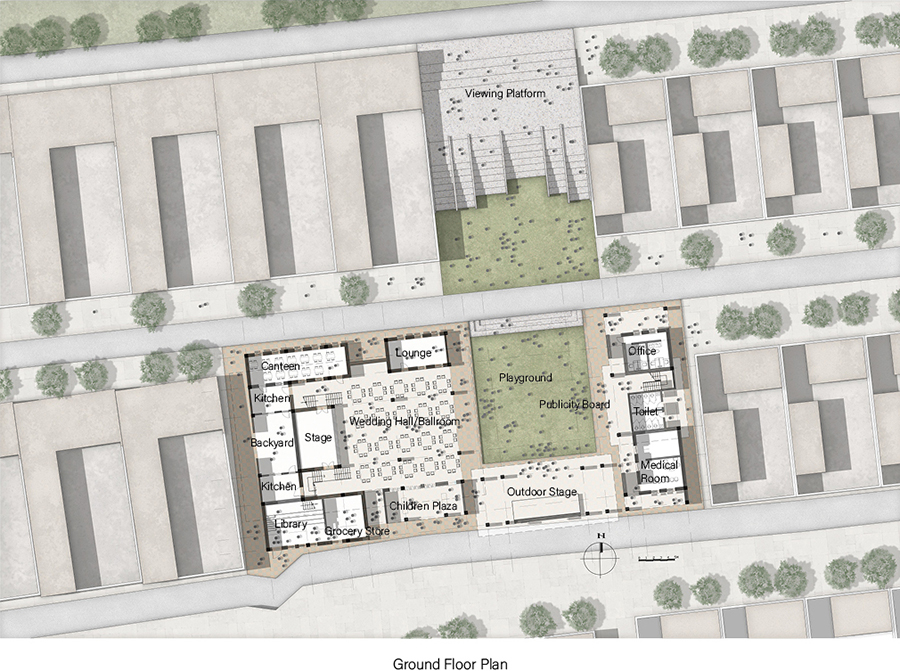 Viewing Platform
Lounge
Office
Canteen
Playground
Kitchen
Publicity Board
Toilet
Wedding Hall/Ballroom
Stage
Backyard
Medical
Room
Kitchen
Outdoor Stage
Children Plaza
Library
Grocery Store
N
Ground Floor Plan